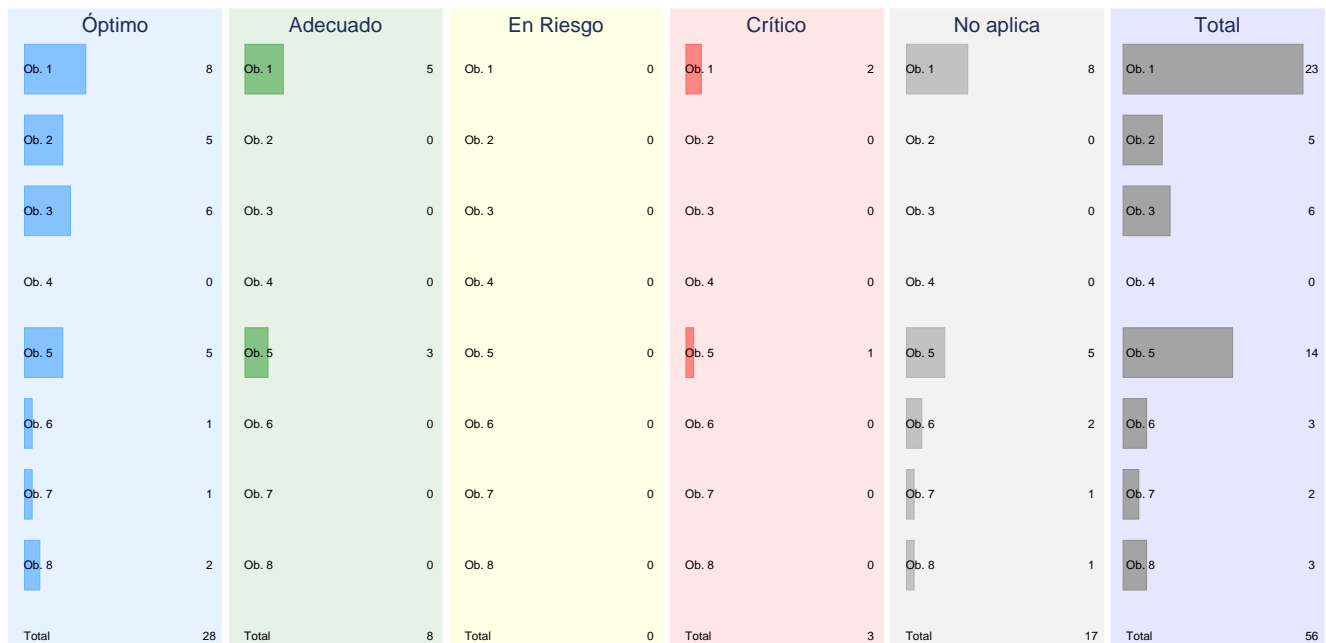 Óptimo Adecuado En Riesgo Crítico No aplica Total
Ob. 1 8 Ob. 1 5 Ob. 1 0 Ob. 1 2 Ob. 1 8 Ob. 1 23
Ob. 2 5 Ob. 2 0 Ob. 2 0 Ob. 2 0 Ob. 2 0 Ob. 2 5
Ob. 3 6 Ob. 3 0 Ob. 3 0 Ob. 3 0 Ob. 3 0 Ob. 3 6
Ob. 4 0 Ob. 4 0 Ob. 4 0 Ob. 4 0 Ob. 4 0 Ob. 4 0
Ob. 5 5 Ob. 5 3 Ob. 5 0 Ob. 5 1 Ob. 5 5 Ob. 5 14
Ob. 6 1 Ob. 6 0 Ob. 6 0 Ob. 6 0 Ob. 6 2 Ob. 6 3
Ob. 7 1 Ob. 7 0 Ob. 7 0 Ob. 7 0 Ob. 7 1 Ob. 7 2
Ob. 8 2 Ob. 8 0 Ob. 8 0 Ob. 8 0 Ob. 8 1 Ob. 8 3
Total 28 Total 8 Total 0 Total 3 Total 17 Total 56